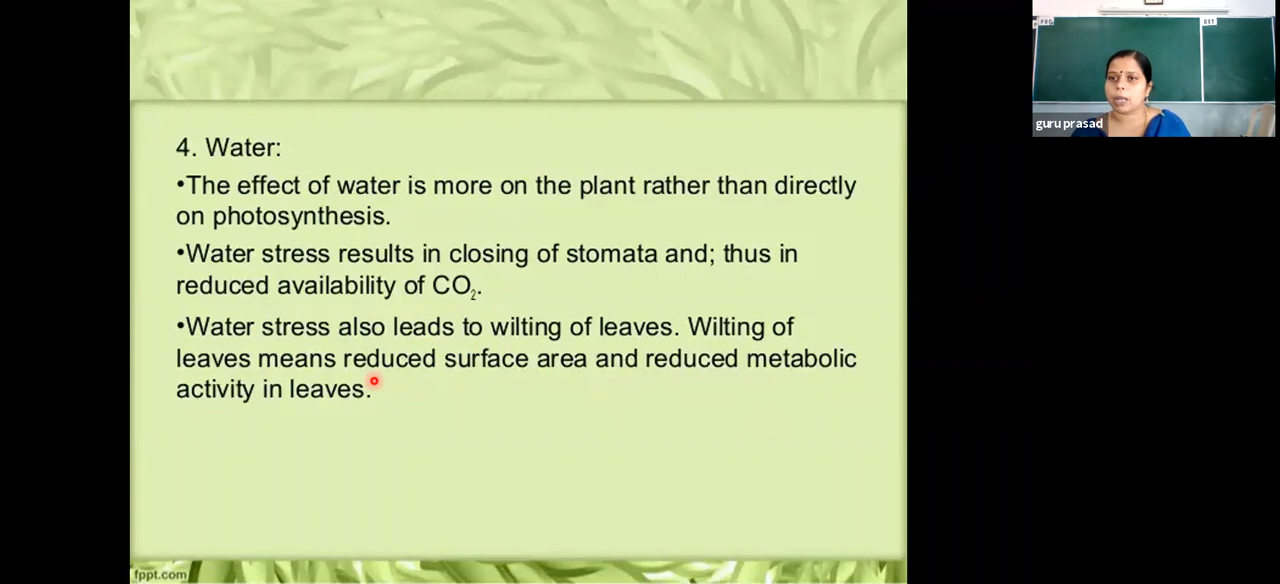 4. Water:
•The effect of water is more on the plant rather than directly
on photosynthesis.
•Water stress results in closing of stomata and; thus in
reduced availability of CO₂.
•Water stress also leads to wilting of leaves. Wilting of
leaves means reduced surface area and reduced metabolic
activity in leaves.
fppt.com
guru prasad